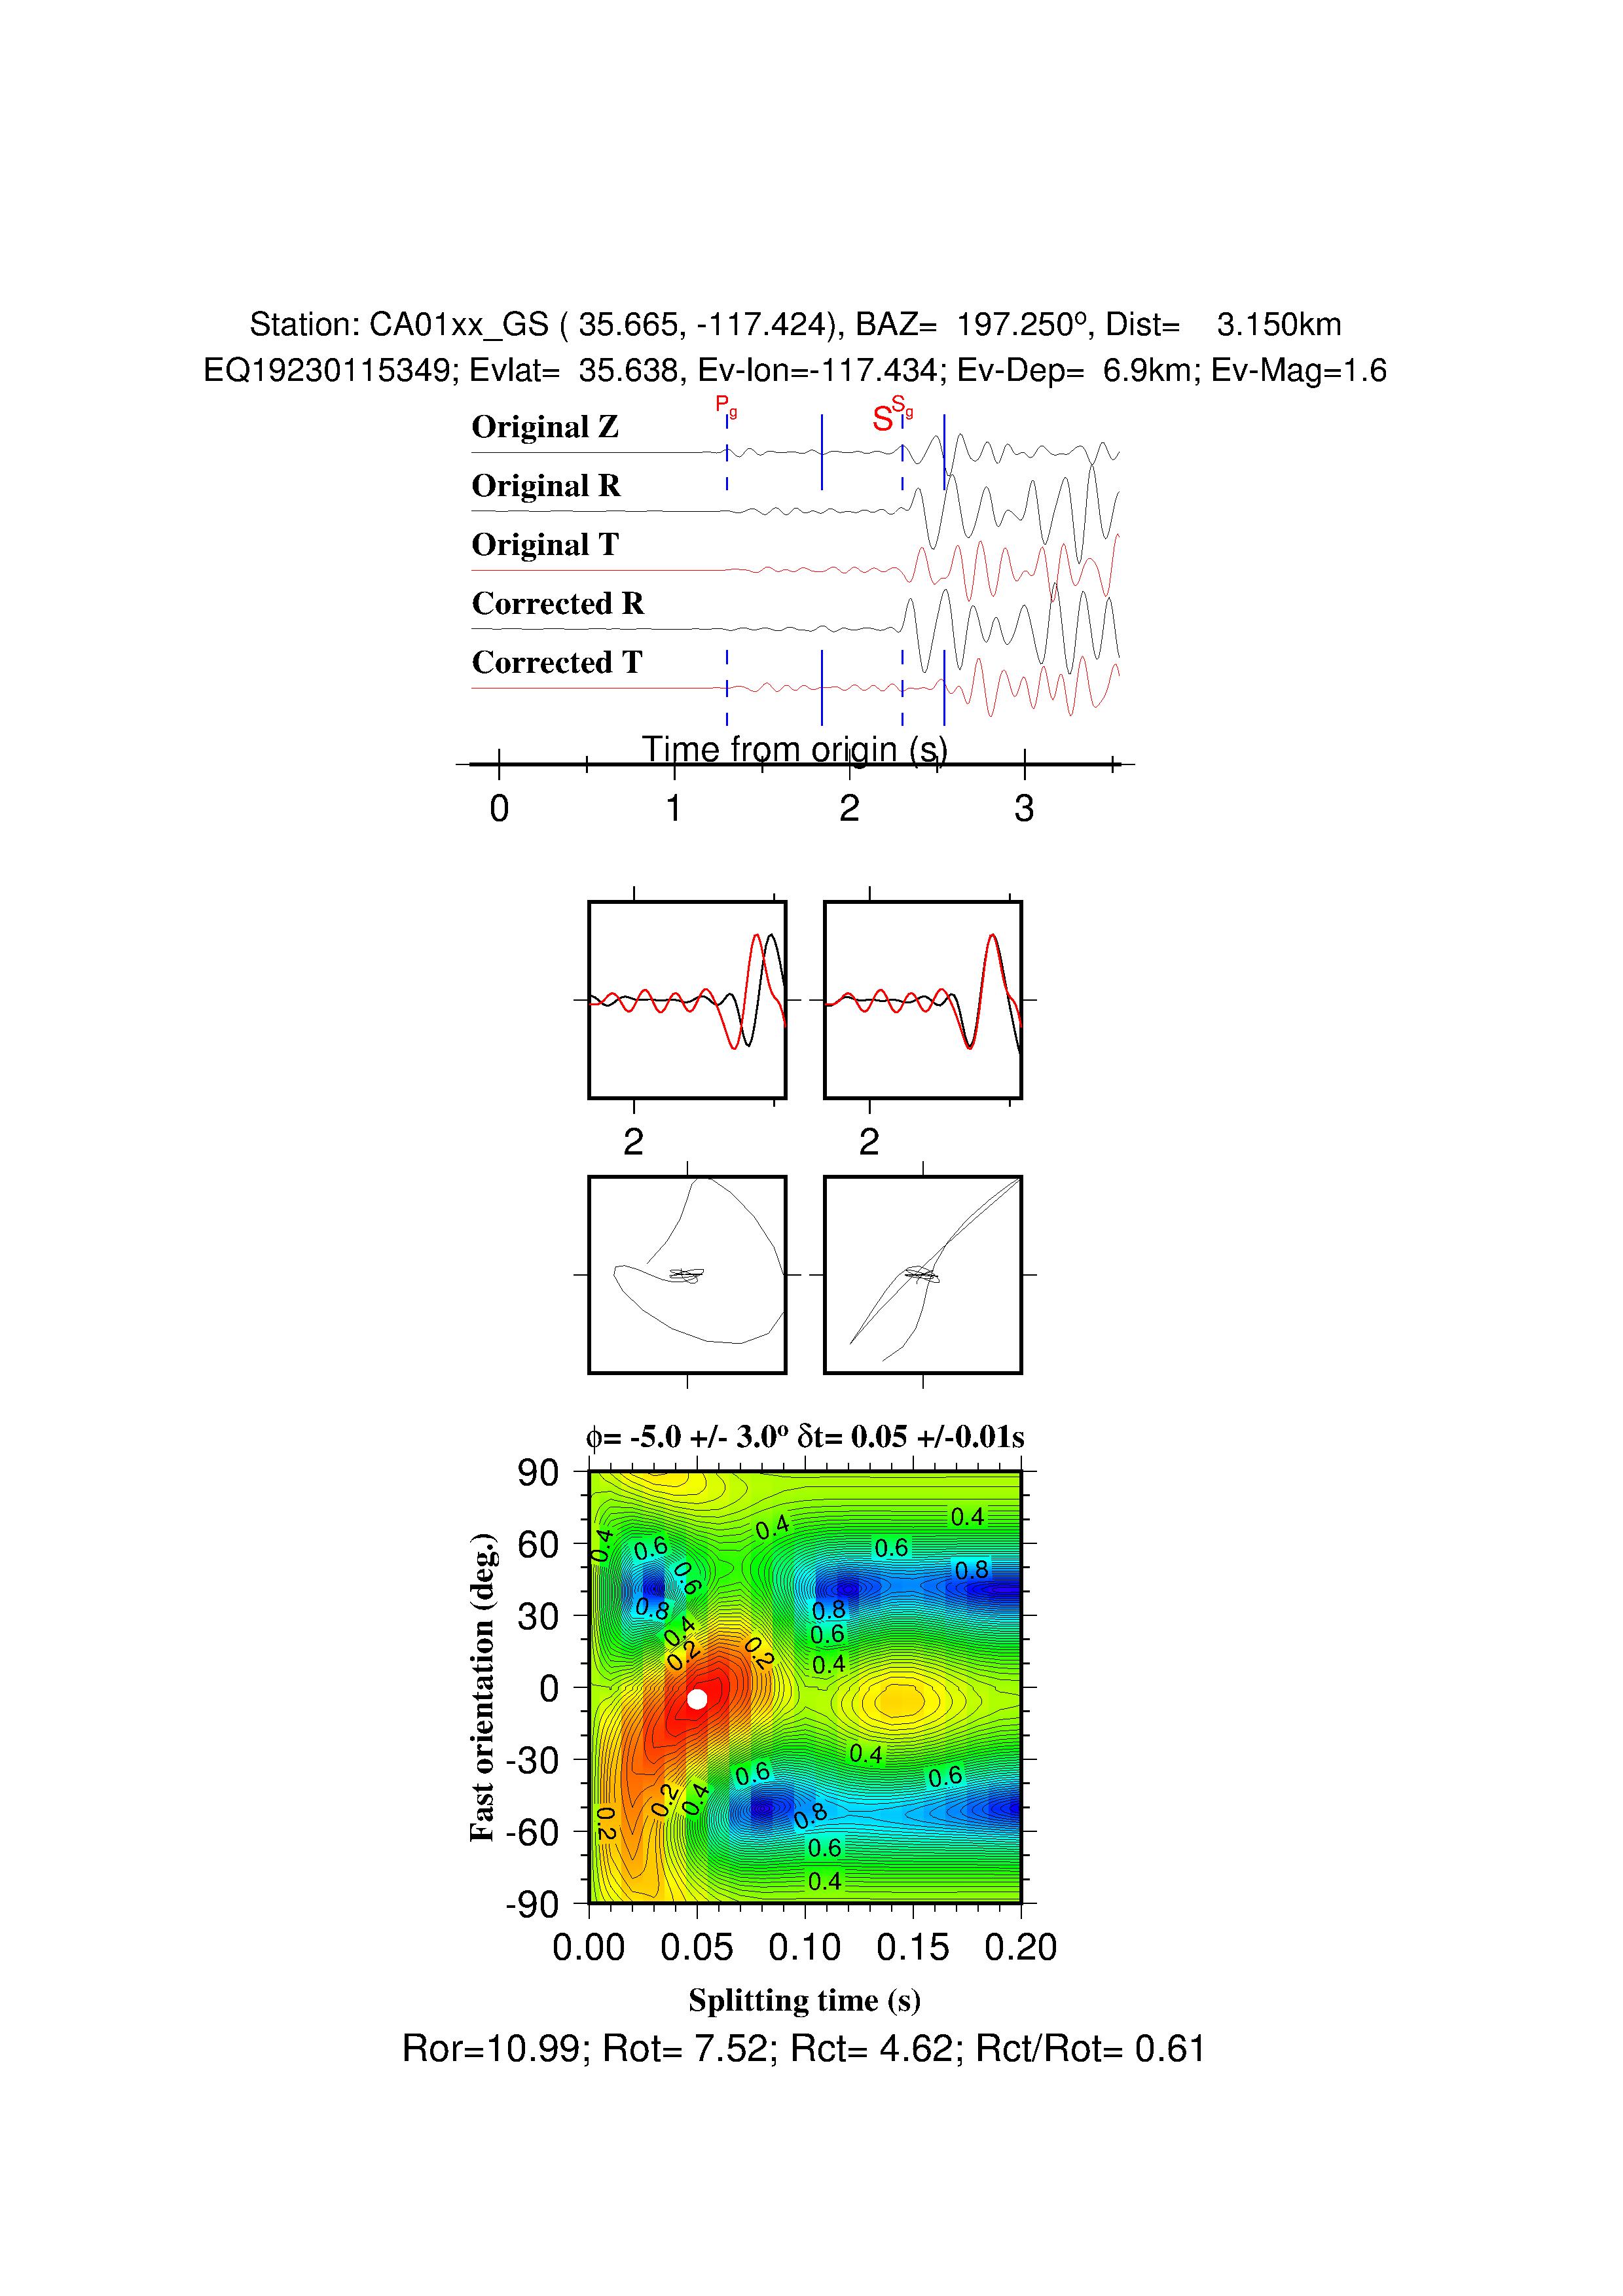 Station: CA01xx_GS ( 35.665, -117.424), BAZ=  197.250º, Dist=    3.150km
EQ19230115349; Evlat=  35.638, Ev-lon=-117.434; Ev-Dep=  6.9km; Ev-Mag=1.6
Pg
S Sg
Original Z
Original R
Original T
Corrected R
Corrected T
Time from origin (s)
0 1 2 3
2 2
ϕ= -5.0 +/- 3.0º δt= 0.05 +/-0.01s
Fast orientation (deg.)
90
60
30
0
-30
-60
-90
0.4
0.4
0.4
0.6
0.6
0.6
0.8
0.8
0.8
0.6
0.4
0.2
0.2
0.4
0.4
0.6
0.6
0.2
0.4
0.2
0.8
0.6
0.4
0.00 0.05 0.10 0.15 0.20
Splitting time (s)
Ror=10.99; Rot= 7.52; Rct= 4.62; Rct/Rot= 0.61